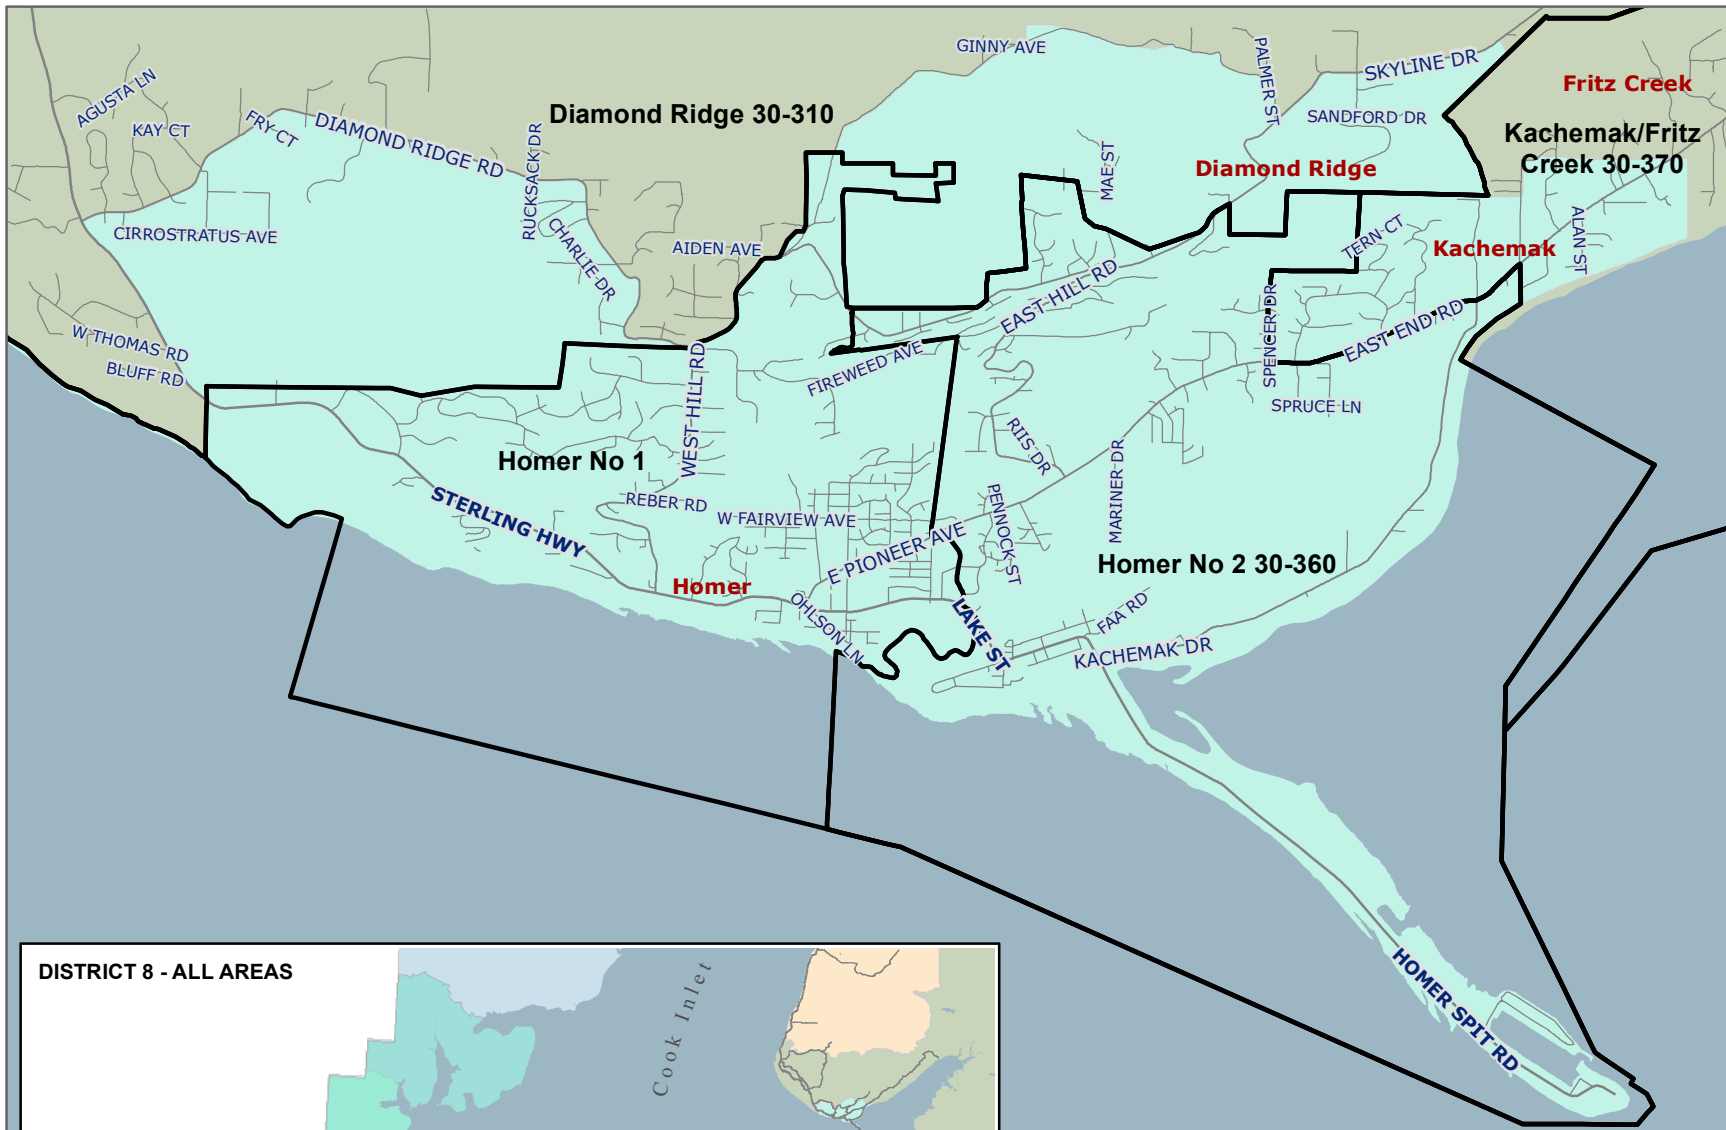 GINNY AVE
PALMER ST
SKYLINE DR
Fritz Creek
AGUSTA LN
KAY CT
FRY CT
DIAMOND RIDGE RD
RUCKSACK DR
Diamond Ridge 30-310
SANDFORD DR
Kachemak/Fritz
Creek 30-370
MAE ST
Diamond Ridge
CIRROSTRATUS AVE
CHARLIE DR
AIDEN AVE
TERN CT
Kachemak
ALAN ST
EAST HILL RD
SPENCER DR
EAST END RD
W THOMAS RD
BLUFF RD
WEST HILL RD
FIREWEED AVE
SPRUCE LN
RIIS DR
Homer No 1
MARINER DR
STERLING HWY
REBER RD
W FAIRVIEW AVE
PENNOCK ST
E PIONEER AVE
Homer No 2 30-360
Homer
OHLSON LN
LAKE ST
FAA RD
KACHEMAK DR
HOMER SPIT RD
DISTRICT 8 - ALL AREAS
Cook Inlet